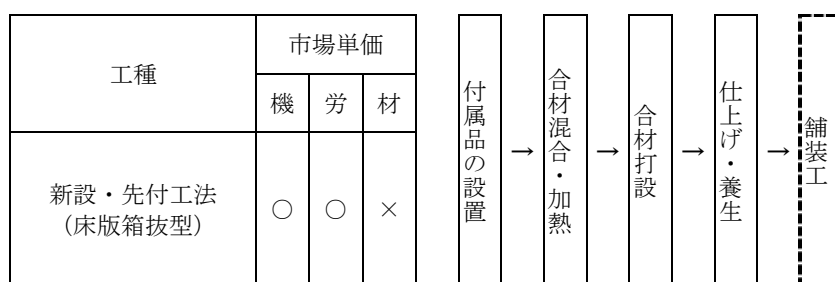 工種
市場単価
機 労 材
新設・先付工法
(床版箱抜型)
○ ○ ×
付属品の設置
→
合材混合・加熱
→
合材打設
→
仕上げ・養生
→
舗装工